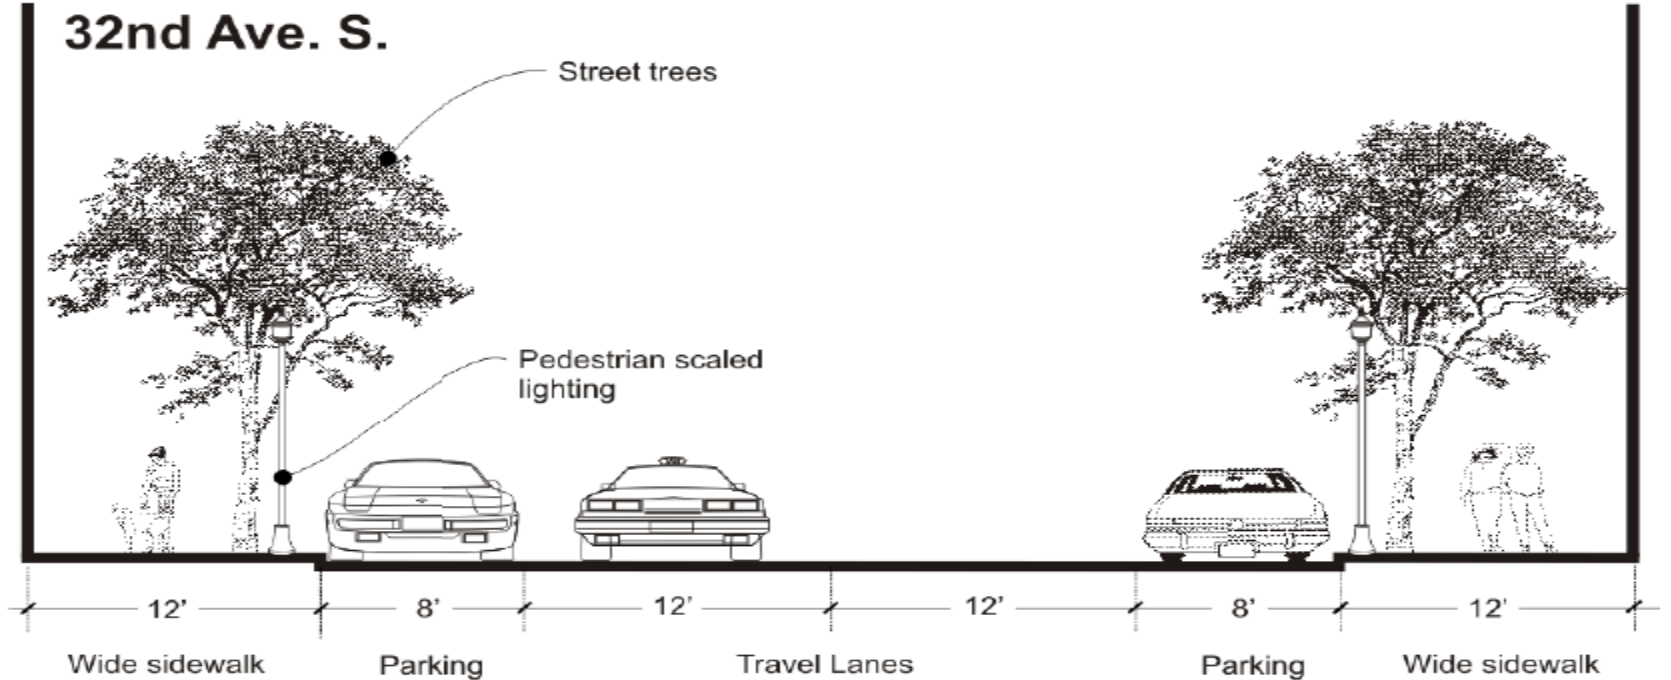 32nd Ave. S.
Street trees
Pedestrian scaled
lighting
12’ 8’ 12’ 12’ 8’ 12’
Wide sidewalk Parking Travel Lanes Parking Wide sidewalk